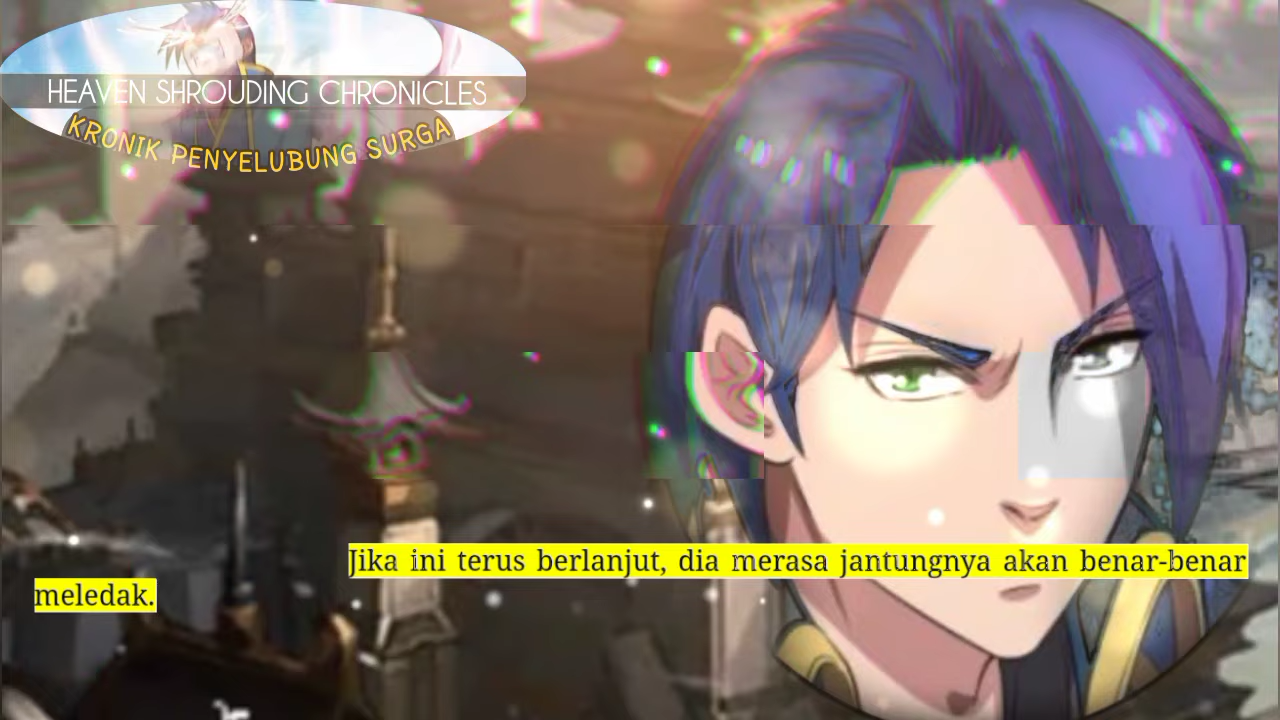 HEAVEN SHROUDING CHRONICLES
KRONIK PENYELUBUNG SURGA
Jika ini terus berlanjut, dia merasa jantungnya akan benar-benar
meledak.